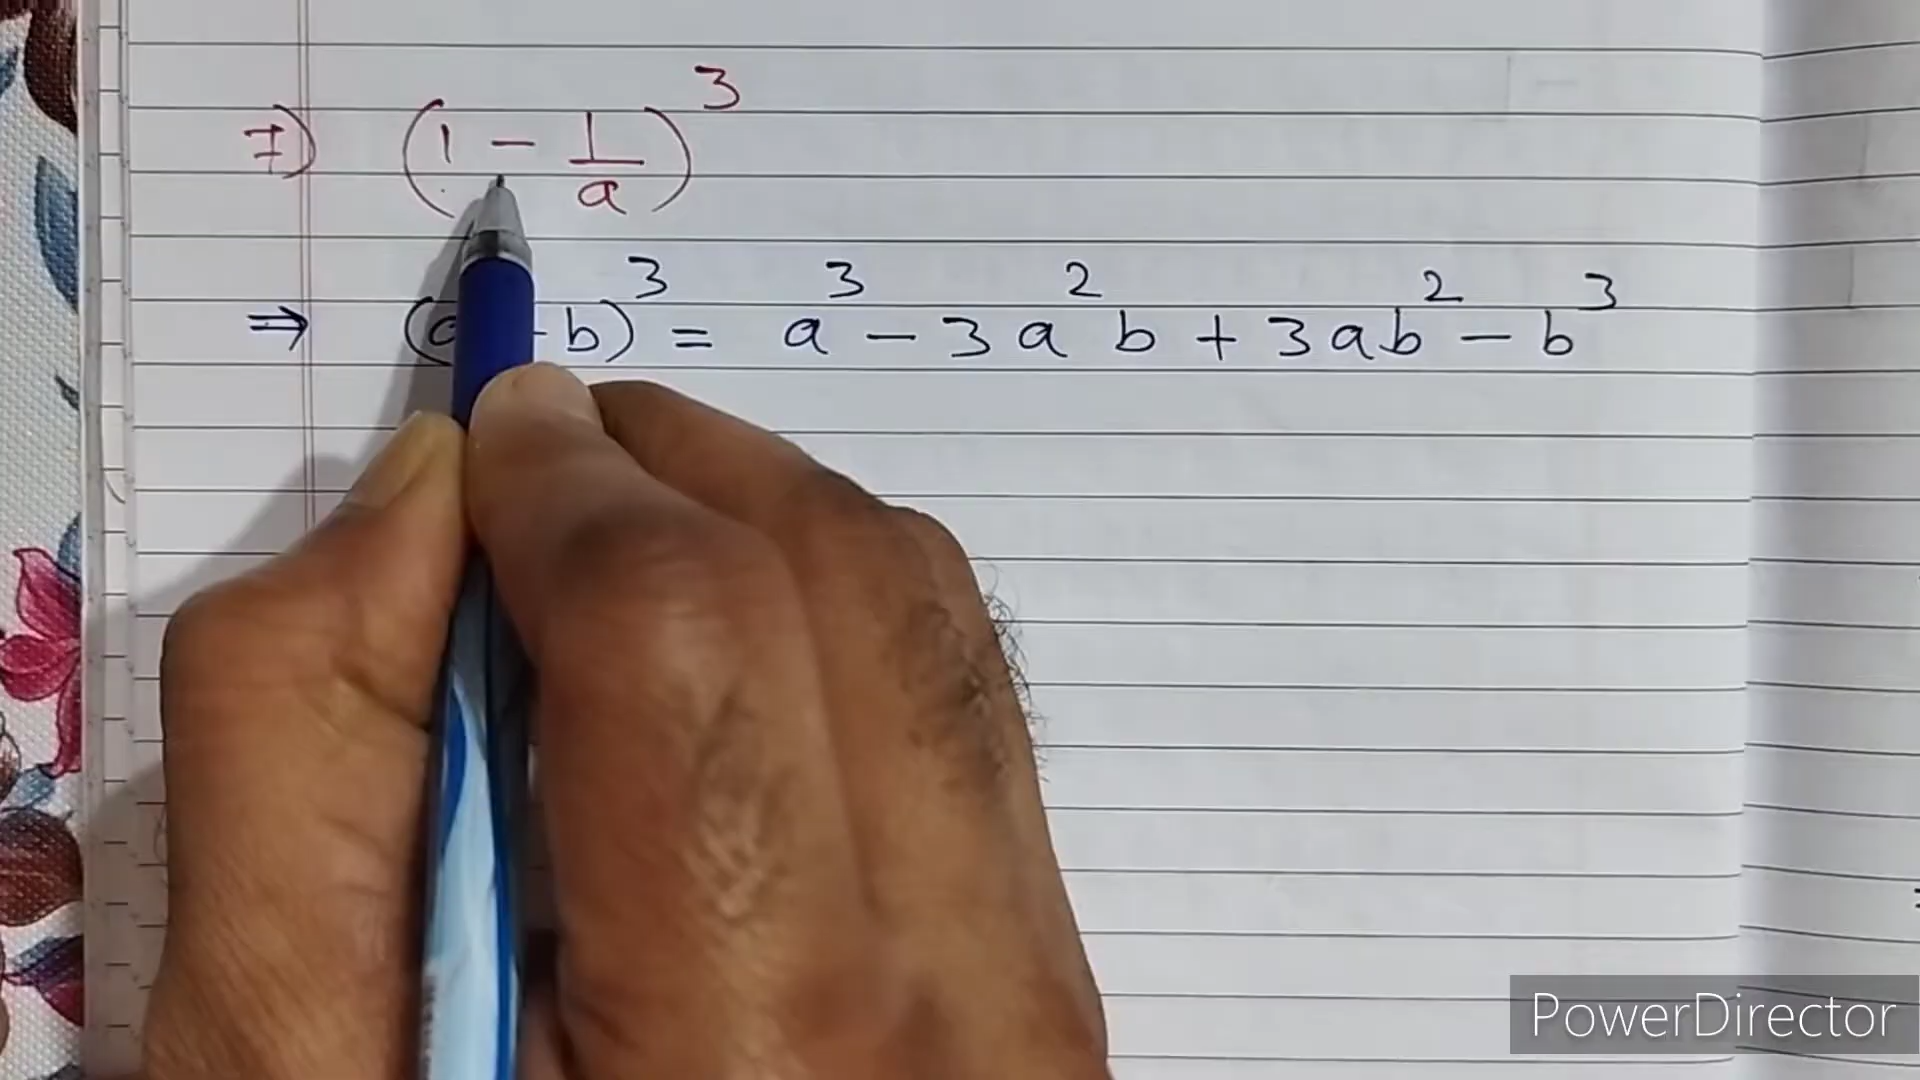 7) (1 - 1/a)³
⇒ (a - b)³ = a³ - 3a²b + 3ab² - b³
PowerDirector